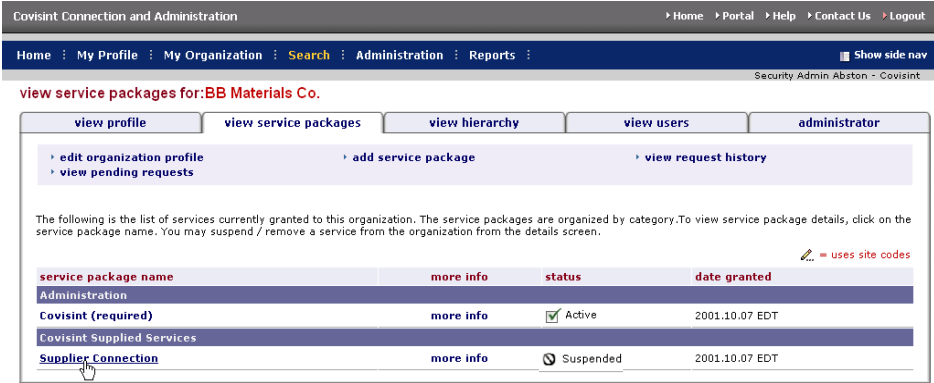 Covisint Connection and Administration
Home Portal Help Contact Us Logout
Home My Profile My Organization Search Administration Reports
Show side nav
Security Admin Abston - Covisint
view service packages for:BB Materials Co.
view profile view service packages view hierarchy view users administrator
edit organization profile add service package view request history
view pending requests
The following is the list of services currently granted to this organization. The service packages are organized by category.To view service package details, click on the
service package name. You may suspend / remove a service from the organization from the details screen.
= uses site codes
service package name more info status date granted
Administration
Covisint (required) more info Active 2001.10.07 EDT
Covisint Supplied Services
Supplier Connection more info Suspended 2001.10.07 EDT